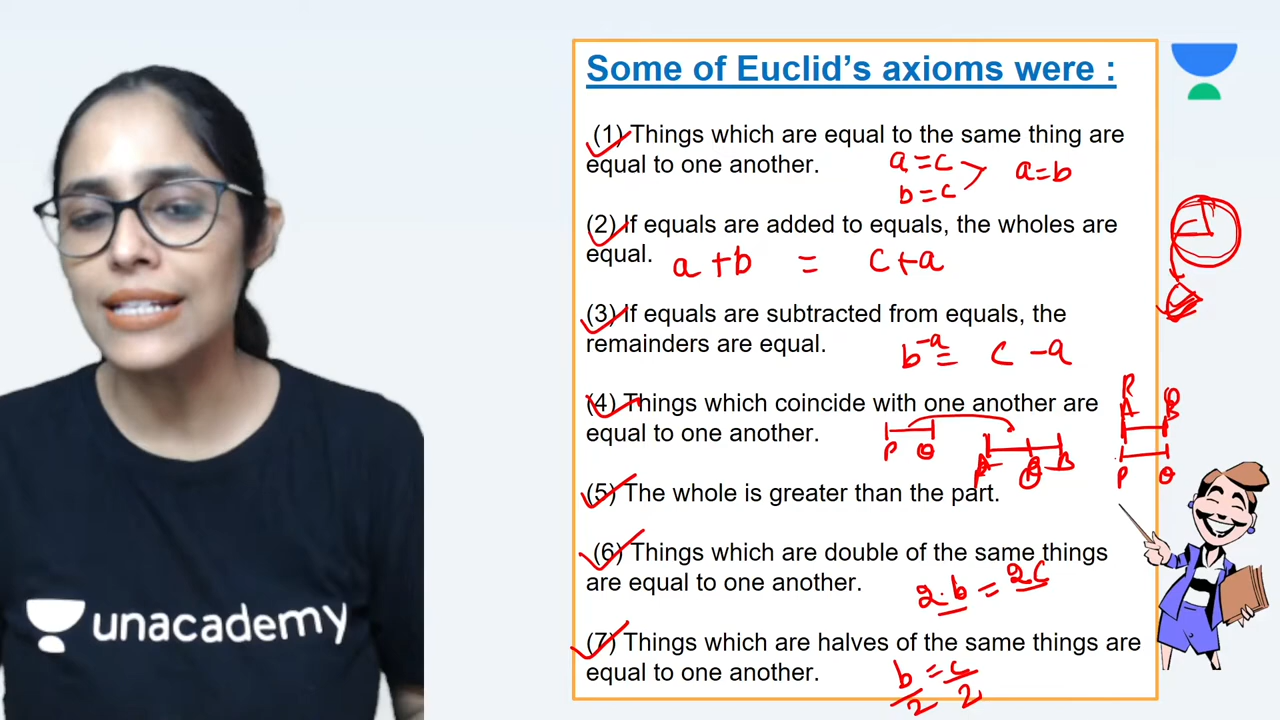 Some of Euclid's axioms were :
(1) Things which are equal to the same thing are
equal to one another.
a = c
b = c
a = b
(2) If equals are added to equals, the wholes are
equal.
a + b = c + a
(3) If equals are subtracted from equals, the
remainders are equal.
b - a = c - a
(4) Things which coincide with one another are
equal to one another.
P Q
A B
P Q
A B
P Q
(5) The whole is greater than the part.
(6) Things which are double of the same things
are equal to one another.
2·b = 2c
(7) Things which are halves of the same things are
equal to one another.
b/2 = c/2
unacademy